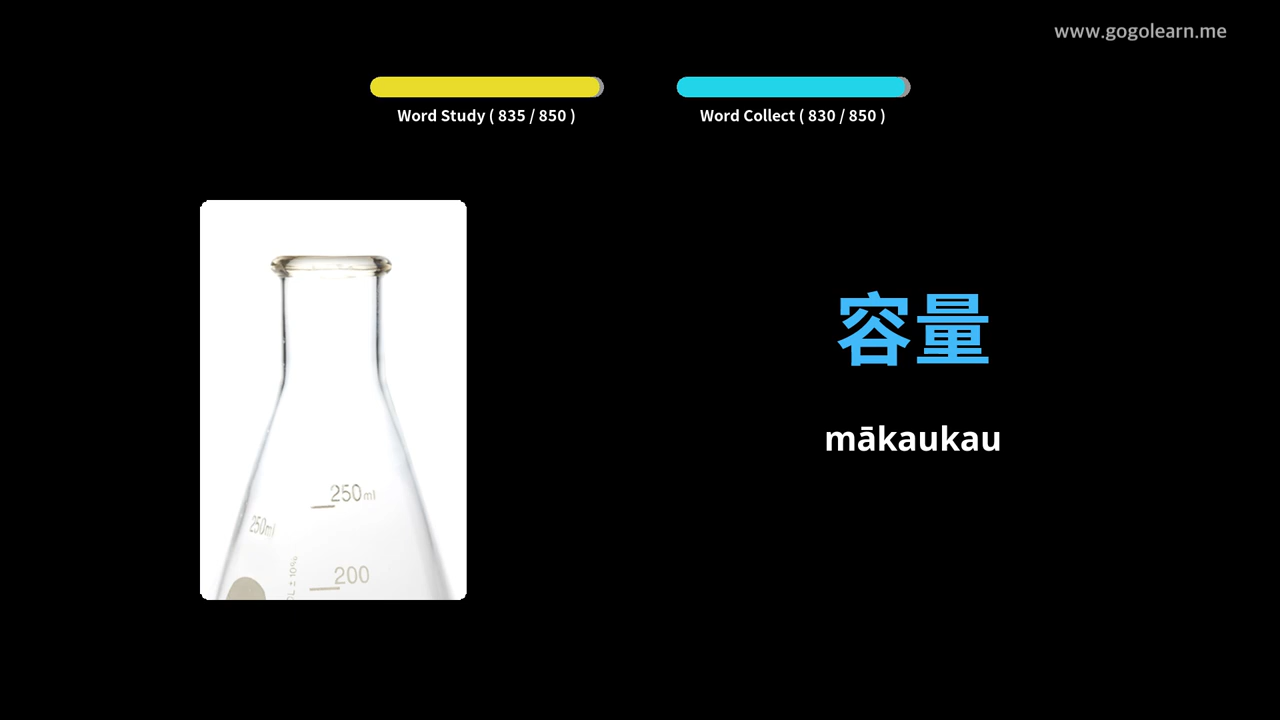 www.gogolearn.me
Word Study ( 835 / 850 )
Word Collect ( 830 / 850 )
容量
mākaukau
250ml
250ml
200